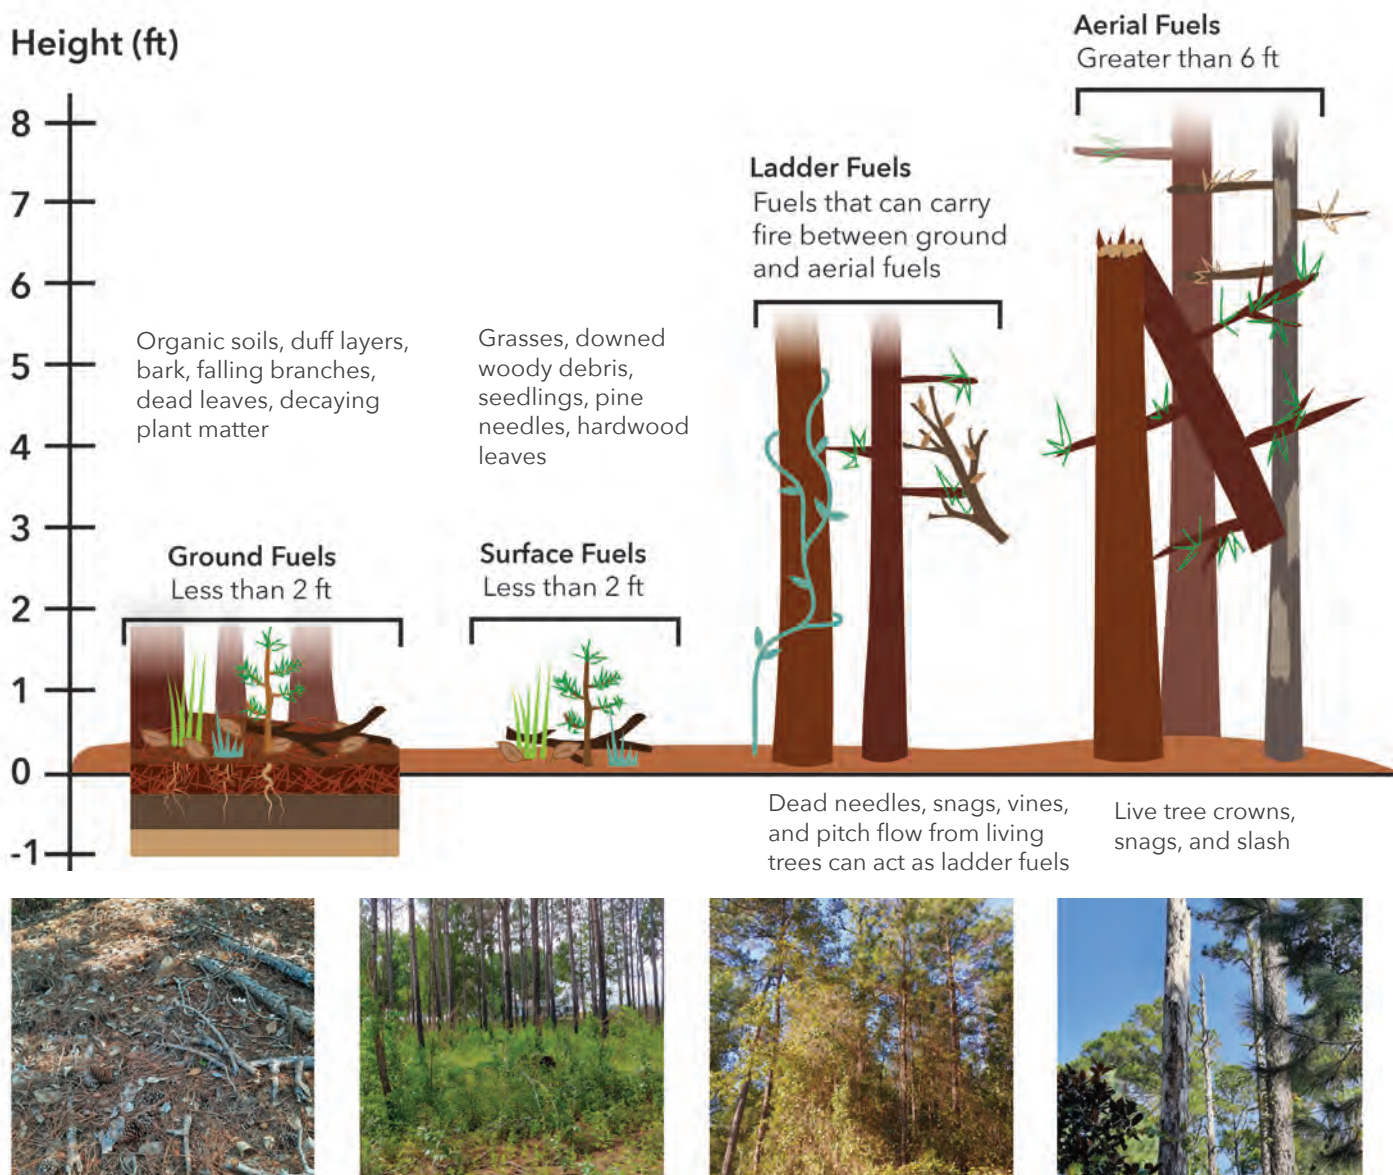 Height (ft)
8
7
6
5
4
3
2
1
0
-1
Organic soils, duff layers,
bark, falling branches,
dead leaves, decaying
plant matter
Ground Fuels
Less than 2 ft
Grasses, downed
woody debris,
seedlings, pine
needles, hardwood
leaves
Surface Fuels
Less than 2 ft
Ladder Fuels
Fuels that can carry
fire between ground
and aerial fuels
Dead needles, snags, vines,
and pitch flow from living
trees can act as ladder fuels
Aerial Fuels
Greater than 6 ft
Live tree crowns,
snags, and slash